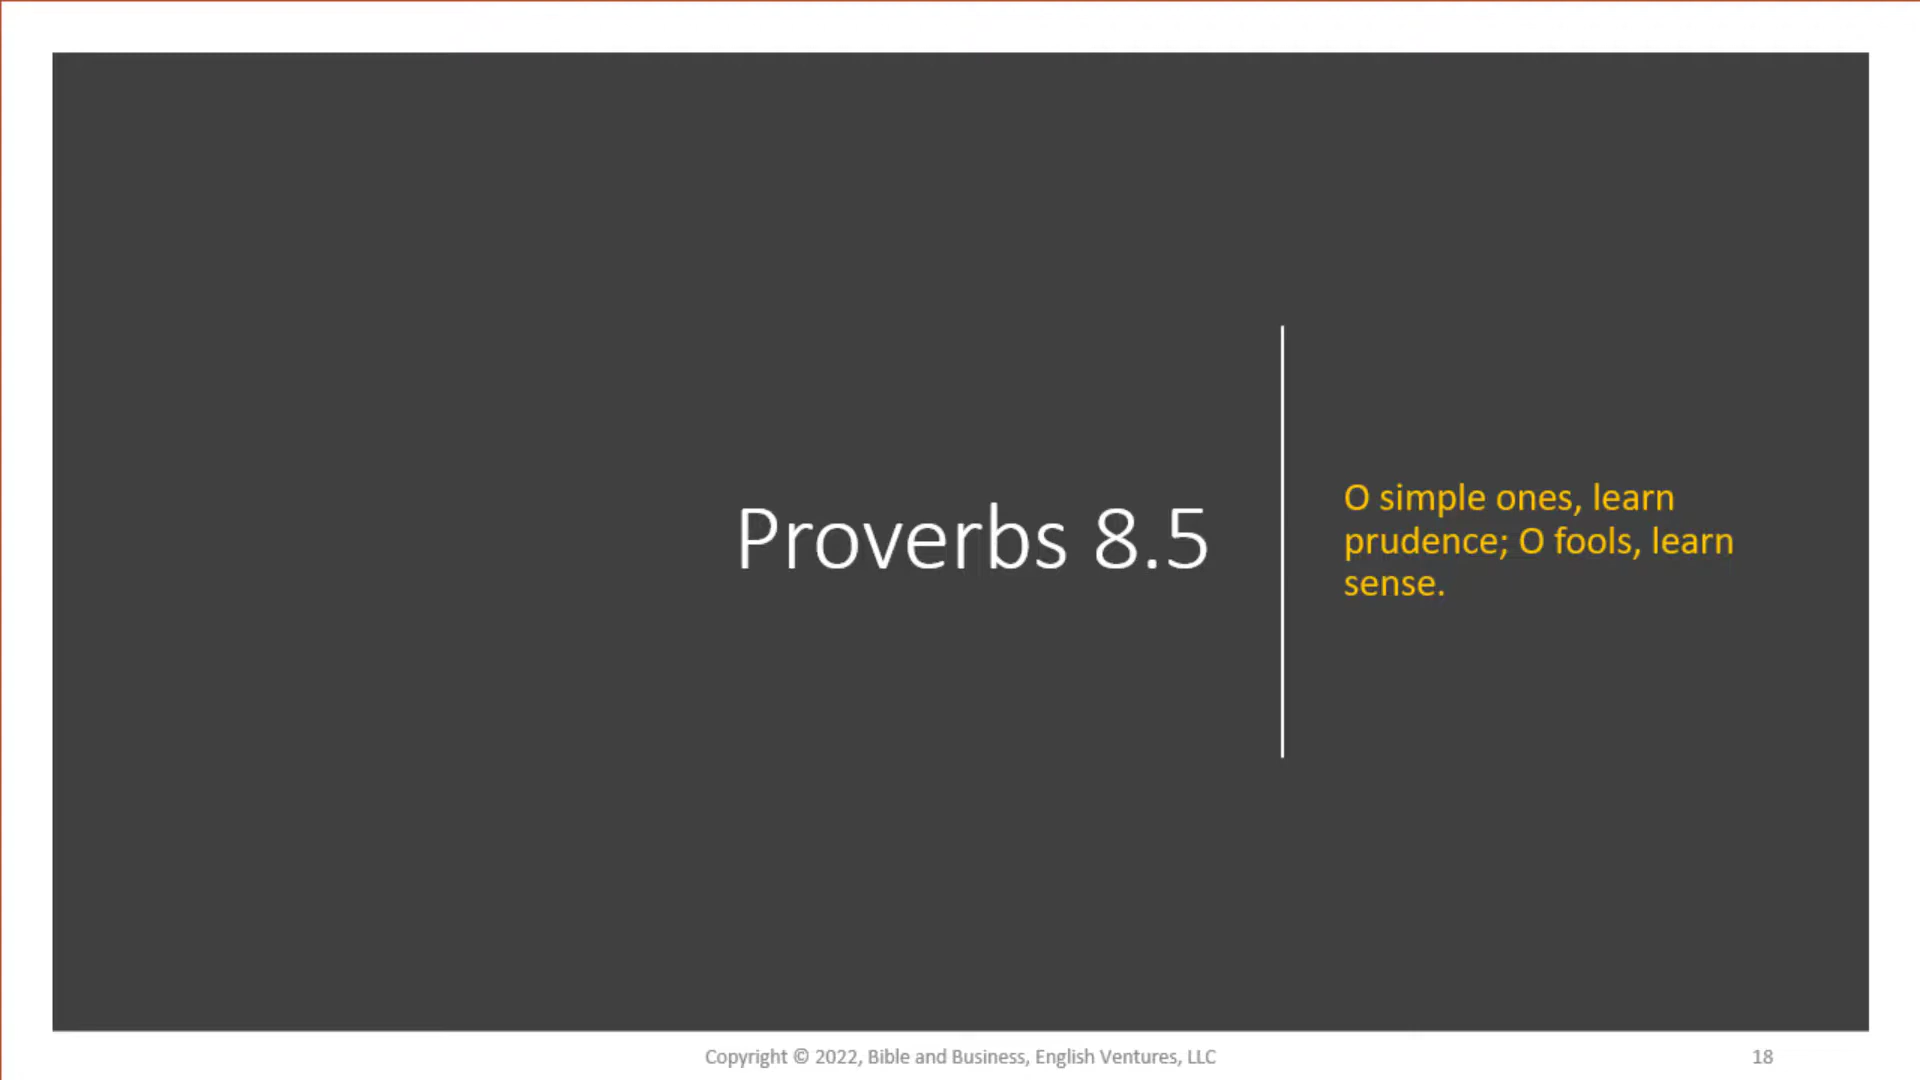 Proverbs 8.5
O simple ones, learn
prudence; O fools, learn
sense.
Copyright © 2022, Bible and Business, English Ventures, LLC
18